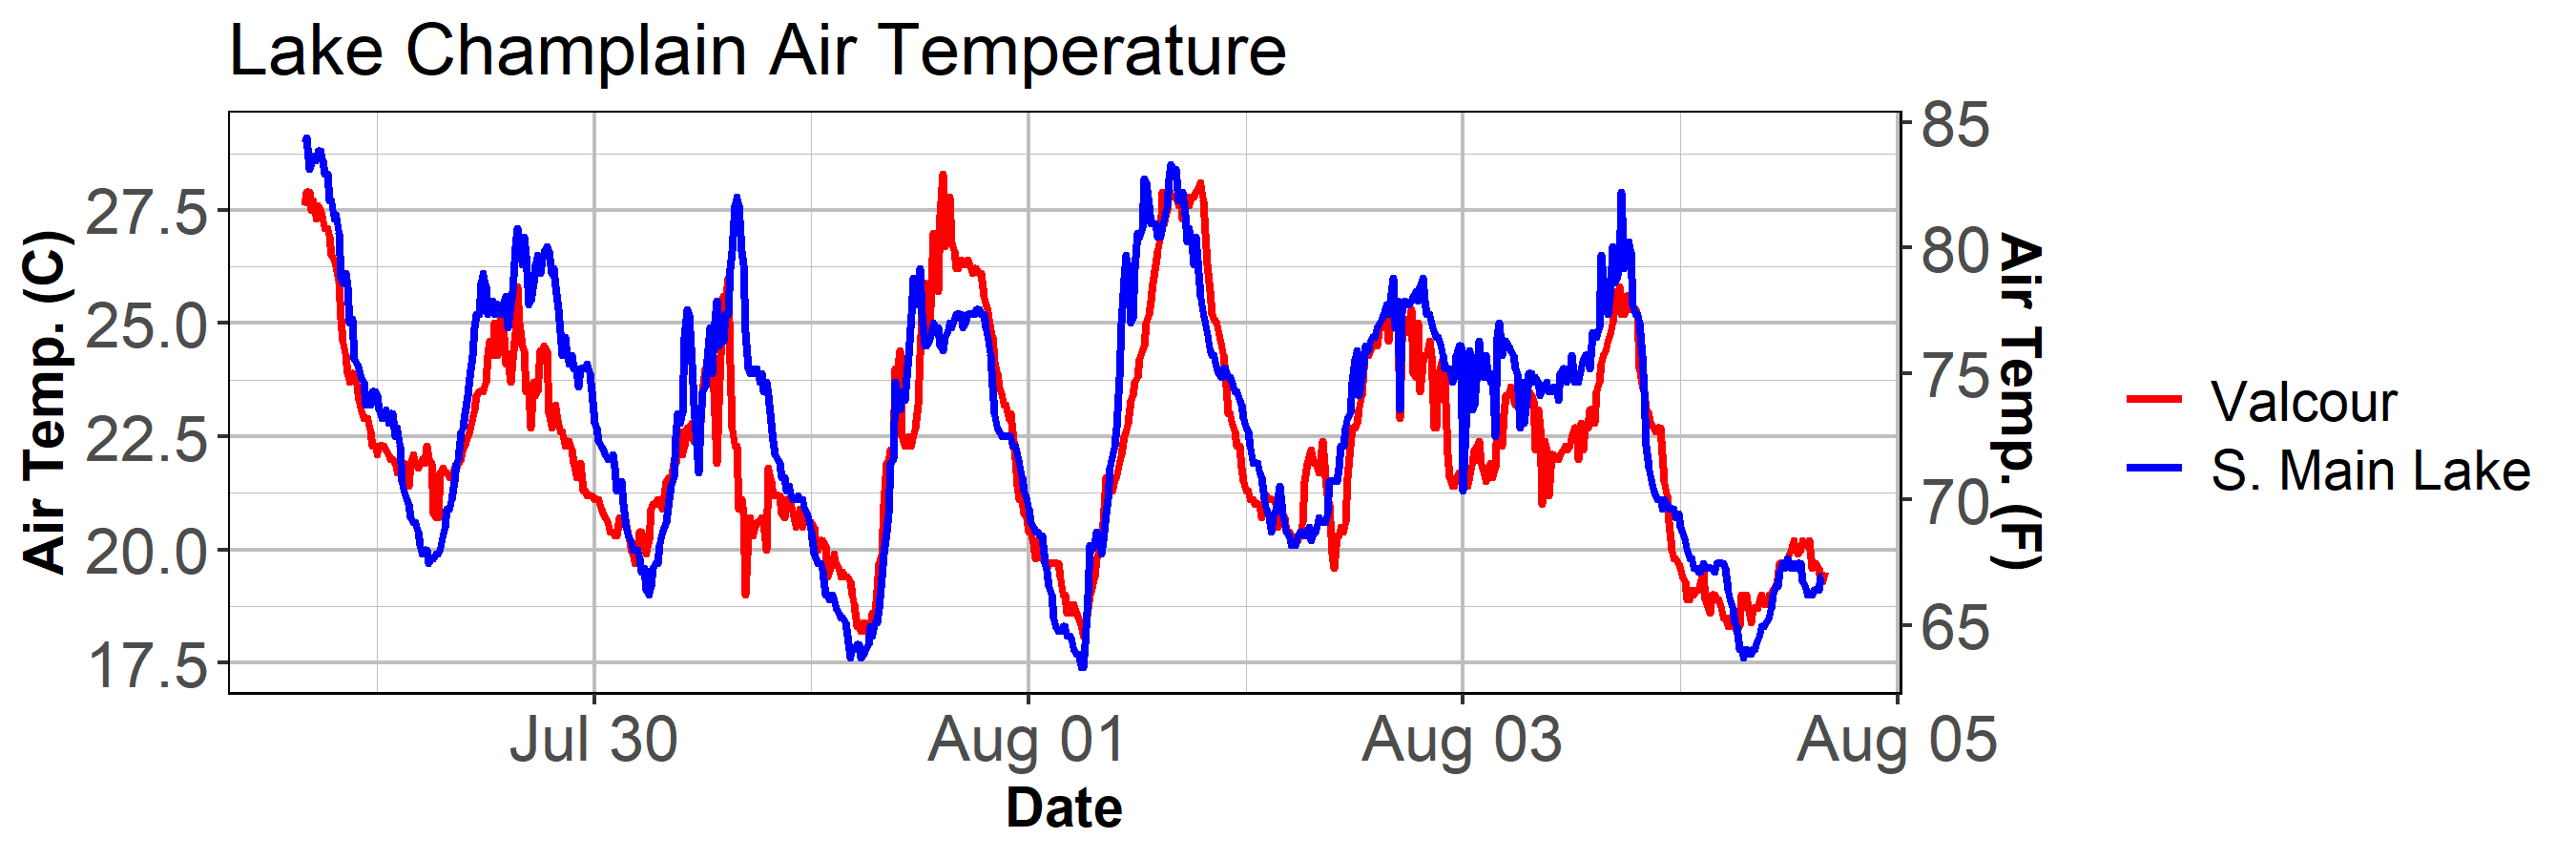 Lake Champlain Air Temperature
Air Temp. (C)
27.5
25.0
22.5
20.0
17.5
85
80
75
70
65
Air Temp. (F)
Jul 30
Aug 01
Aug 03
Aug 05
Date
Valcour
S. Main Lake